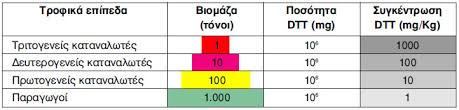 Τροφικά επίπεδα Βιομάζα (τόνοι) Ποσότητα DTT (mg) Συγκέντρωση DTT (mg/Kg)
Τριτογενείς καταναλωτές 1 10⁶ 1000
Δευτερογενείς καταναλωτές 10 10⁶ 100
Πρωτογενείς καταναλωτές 100 10⁶ 10
Παραγωγοί 1.000 10⁶ 1